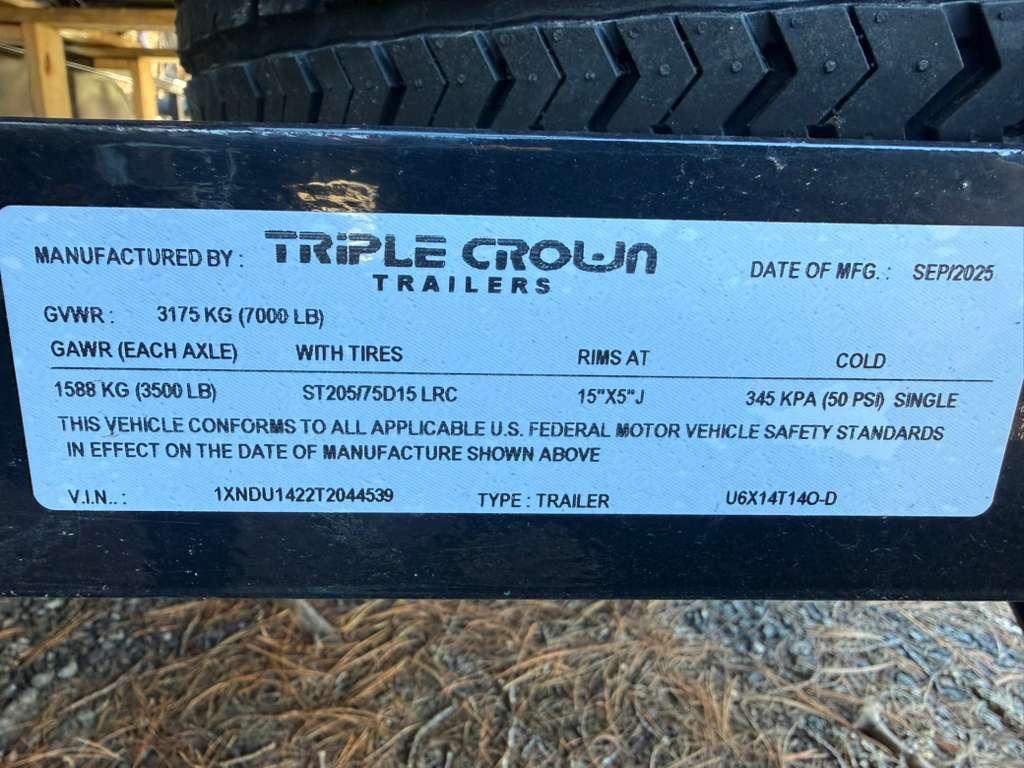 MANUFACTURED BY : TRIPLE CROWN TRAILERS DATE OF MFG. : SEP/2025
GVWR : 3175 KG (7000 LB)
GAWR (EACH AXLE) WITH TIRES RIMS AT COLD
1588 KG (3500 LB) ST205/75D15 LRC 15"X5"J 345 KPA (50 PSI) SINGLE
THIS VEHICLE CONFORMS TO ALL APPLICABLE U.S. FEDERAL MOTOR VEHICLE SAFETY STANDARDS
IN EFFECT ON THE DATE OF MANUFACTURE SHOWN ABOVE
V.I.N.. : 1XNDU1422T2044539 TYPE : TRAILER U6X14T14O-D